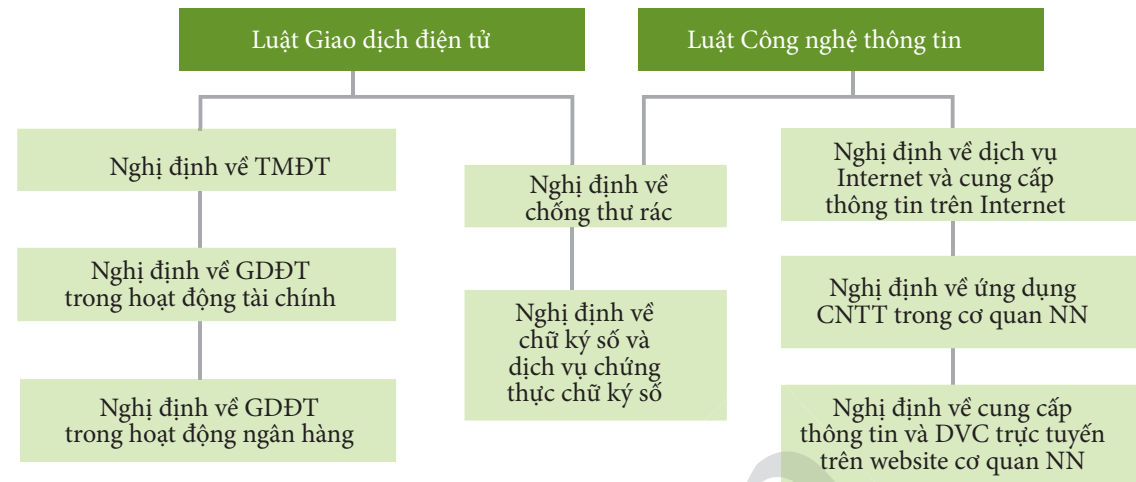 Luật Giao dịch điện tử
Luật Công nghệ thông tin
Nghị định về TMĐT
Nghị định về GDĐT
trong hoạt động tài chính
Nghị định về GDĐT
trong hoạt động ngân hàng
Nghị định về
chống thư rác
Nghị định về
chữ ký số và
dịch vụ chứng
thực chữ ký số
Nghị định về dịch vụ
Internet và cung cấp
thông tin trên Internet
Nghị định về ứng dụng
CNTT trong cơ quan NN
Nghị định về cung cấp
thông tin và DVC trực tuyến
trên website cơ quan NN